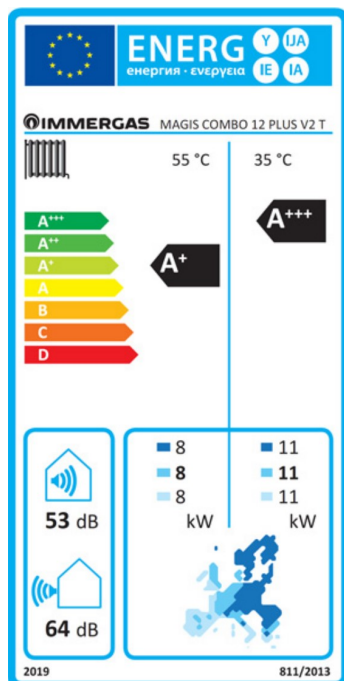 ENERG Y IJA
енергия · ενεργεια IE IA
IMMERGAS MAGIS COMBO 12 PLUS V2 T
55 °C 35 °C
A+++
A+++
A++
A+
A+
A
B
C
D
8 11
8 11
53 dB
8 11
kW kW
64 dB
2019 811/2013